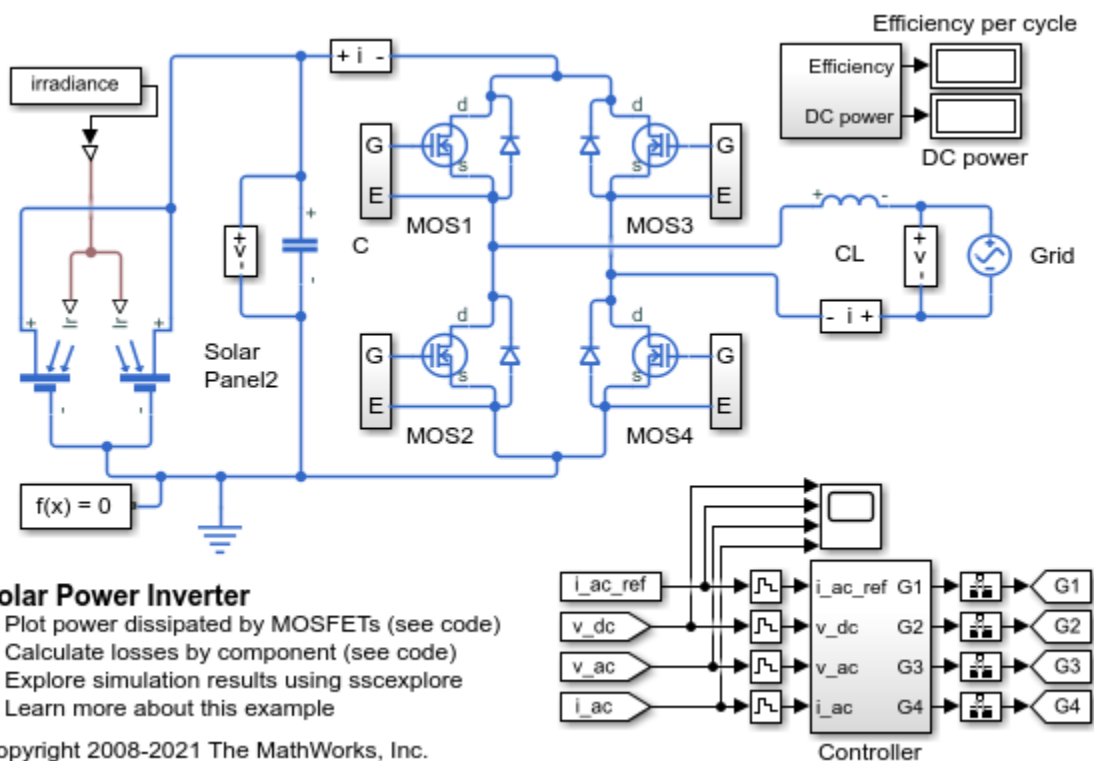 Efficiency per cycle
irradiance
+ i -
Efficiency
DC power
DC power
d
d
G
G
s
s
E
E
MOS1
MOS3
+
-
+
v
-
+
C
-
CL
+
v
-
Grid
- i +
+
Ir
Ir
+
-
-
Solar
Panel2
d
d
G
G
s
s
E
E
MOS2
MOS4
f(x) = 0
olar Power Inverter
Plot power dissipated by MOSFETs (see code)
Calculate losses by component (see code)
Explore simulation results using sscexplore
Learn more about this example
opyright 2008-2021 The MathWorks, Inc.
i_ac_ref
i_ac_ref
G1
G1
v_dc
v_dc
G2
G2
v_ac
v_ac
G3
G3
i_ac
i_ac
G4
G4
Controller